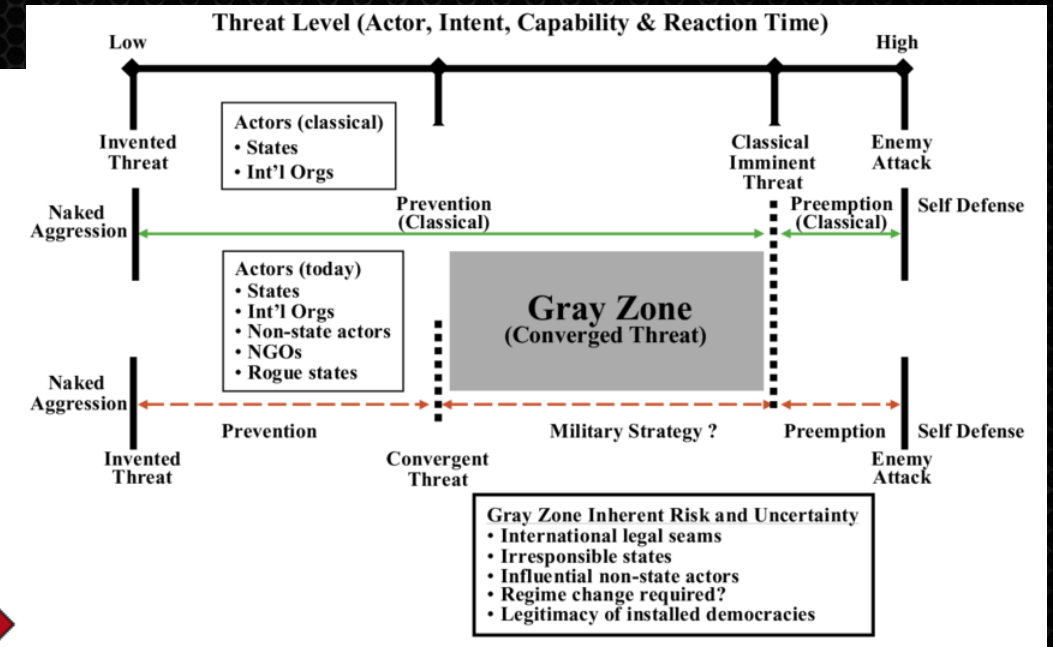 Threat Level (Actor, Intent, Capability & Reaction Time)
Low
High
Invented
Threat
Actors (classical)
• States
• Int'l Orgs
Classical
Imminent
Threat
Enemy
Attack
Naked
Aggression
Prevention
(Classical)
Preemption
(Classical)
Self Defense
Actors (today)
• States
• Int'l Orgs
• Non-state actors
• NGOs
• Rogue states
Gray Zone
(Converged Threat)
Naked
Aggression
Prevention
Military Strategy ?
Preemption
Self Defense
Invented
Threat
Convergent
Threat
Enemy
Attack
Gray Zone Inherent Risk and Uncertainty
• International legal seams
• Irresponsible states
• Influential non-state actors
• Regime change required?
• Legitimacy of installed democracies